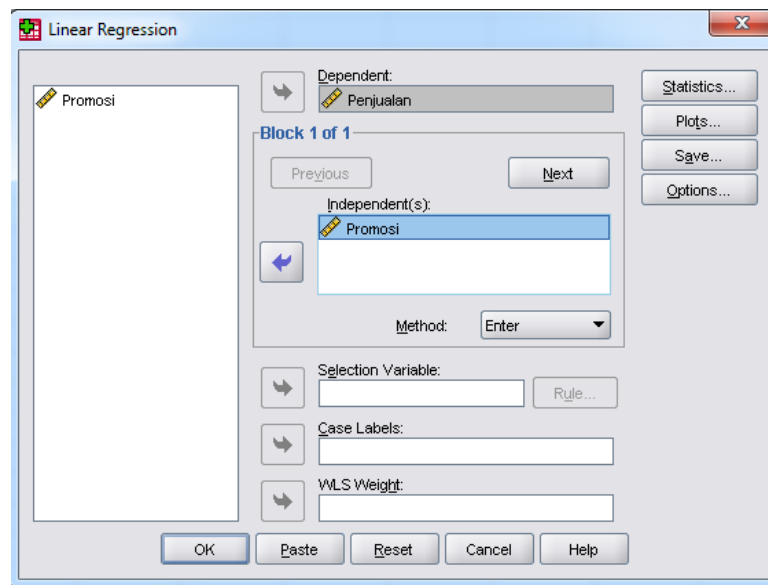 Linear Regression
Promosi
Dependent:
Penjualan
Block 1 of 1
Previous
Next
Independent(s):
Promosi
Method:
Enter
Selection Variable:
Rule...
Case Labels:
WLS Weight:
Statistics...
Plots...
Save...
Options...
OK
Paste
Reset
Cancel
Help